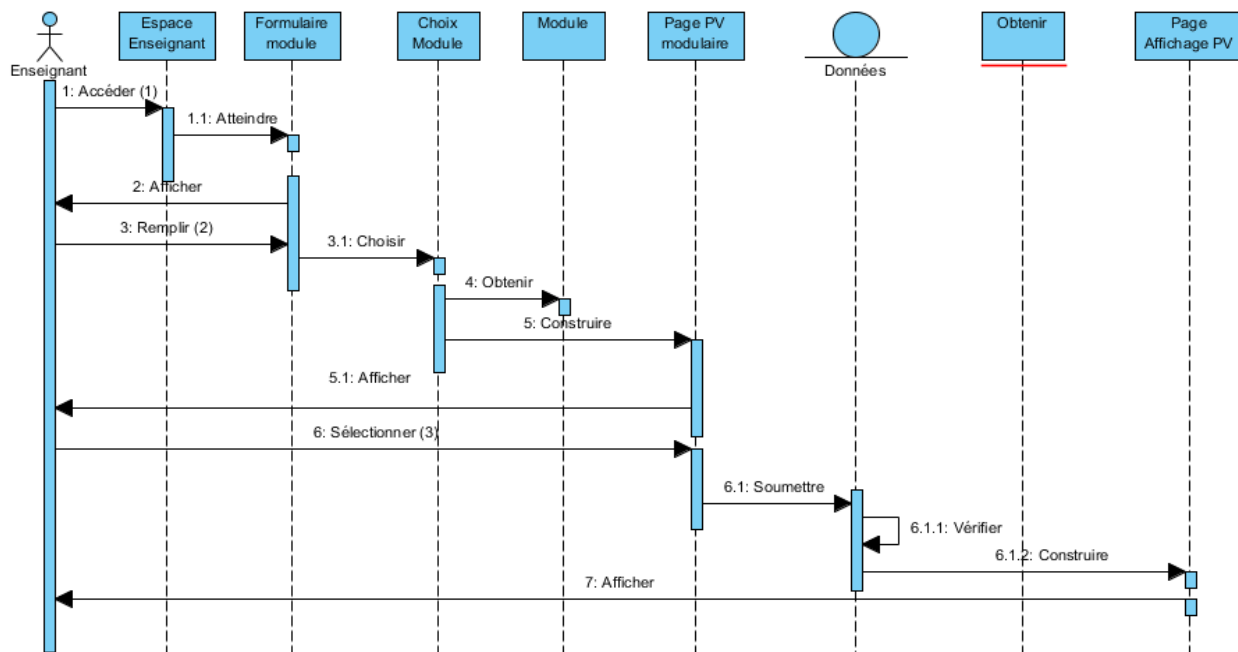 Espace
Enseignant
Formulaire
module
Choix
Module
Module
Page PV
modulaire
Obtenir
Page
Affichage PV
Enseignant
Données
1: Accéder (1)
1.1: Atteindre
2: Afficher
3: Remplir (2)
3.1: Choisir
4: Obtenir
5: Construire
5.1: Afficher
6: Sélectionner (3)
6.1: Soumettre
6.1.1: Vérifier
6.1.2: Construire
7: Afficher